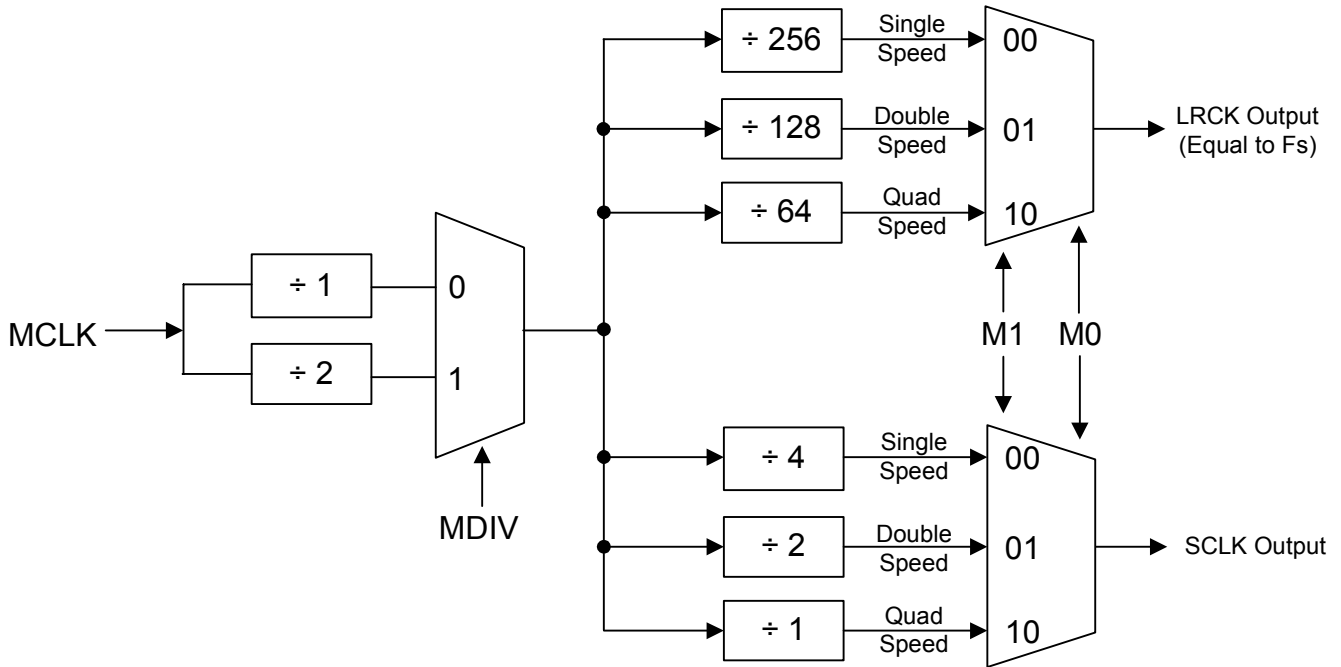 ÷ 256
Single
Speed
00
÷ 128
Double
Speed
01
LRCK Output
(Equal to Fs)
÷ 64
Quad
Speed
10
MCLK
÷ 1
0
÷ 2
1
MDIV
M1
M0
÷ 4
Single
Speed
00
÷ 2
Double
Speed
01
SCLK Output
÷ 1
Quad
Speed
10